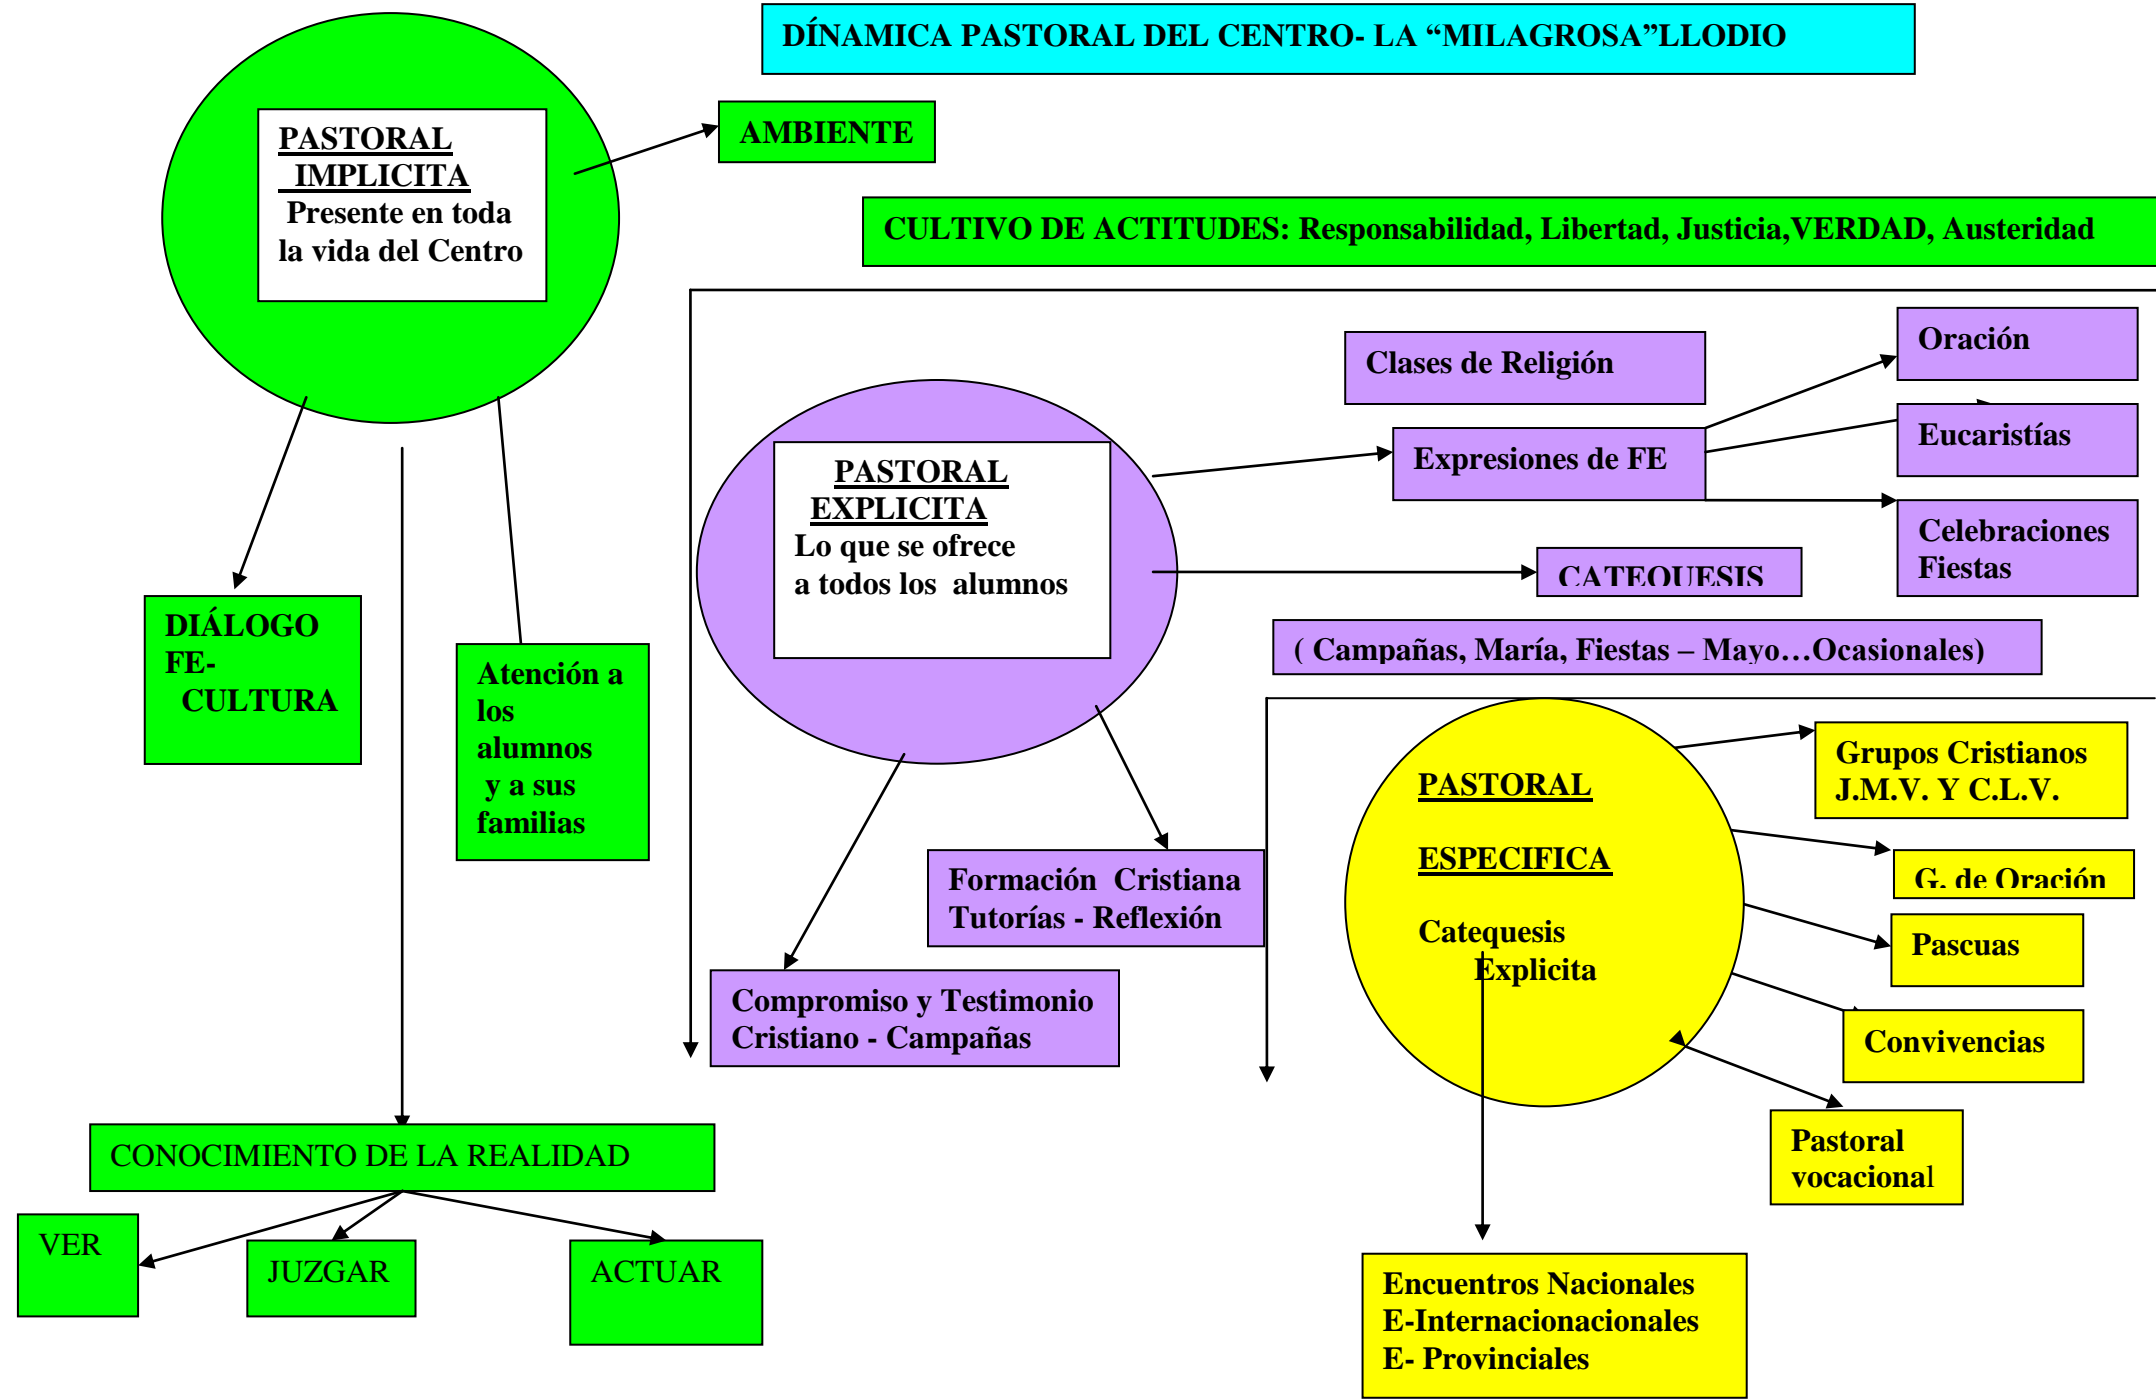 DÍNAMICA PASTORAL DEL CENTRO- LA “MILAGROSA”LLODIO
PASTORAL
IMPLICITA
Presente en toda
la vida del Centro
AMBIENTE
CULTIVO DE ACTITUDES: Responsabilidad, Libertad, Justicia,VERDAD, Austeridad
Clases de Religión
Oración
Expresiones de FE
Eucaristías
Celebraciones
Fiestas
PASTORAL
EXPLICITA
Lo que se ofrece
a todos los alumnos
CATEQUESIS
( Campañas, María, Fiestas – Mayo…Ocasionales)
DIÁLOGO
FE-
CULTURA
Atención a
los
alumnos
y a sus
familias
Formación Cristiana
Tutorías - Reflexión
Compromiso y Testimonio
Cristiano - Campañas
PASTORAL
ESPECIFICA
Catequesis
Explicita
Grupos Cristianos
J.M.V. Y C.L.V.
G. de Oración
Pascuas
Convivencias
Pastoral
vocacional
CONOCIMIENTO DE LA REALIDAD
VER
JUZGAR
ACTUAR
Encuentros Nacionales
E-Internacionacionales
E- Provinciales